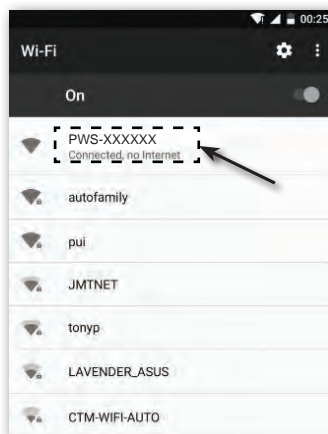 00:25
Wi-Fi
On
PWS-XXXXXX
Connected, no Internet
autofamily
pui
JMTNET
tonyp
LAVENDER_ASUS
CTM-WIFI-AUTO